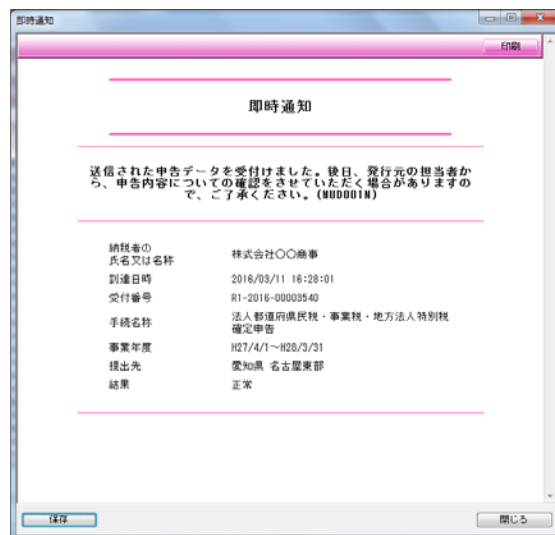 即時通知
印刷
即時通知
送信された申告データを受付けました。後日、発行元の担当者か
ら、申告内容についての確認をさせていただく場合がありますの
で、ご了承ください。(MUD001N)
納税者の
氏名又は名称
株式会社〇〇商事
到達日時
2016/03/11 16:28:01
受付番号
R1-2016-00003540
手続名称
法人都道府県民税・事業税・地方法人特別税
確定申告
事業年度
H27/4/1～H28/3/31
提出先
愛知県 名古屋東部
結果
正常
保存
閉じる